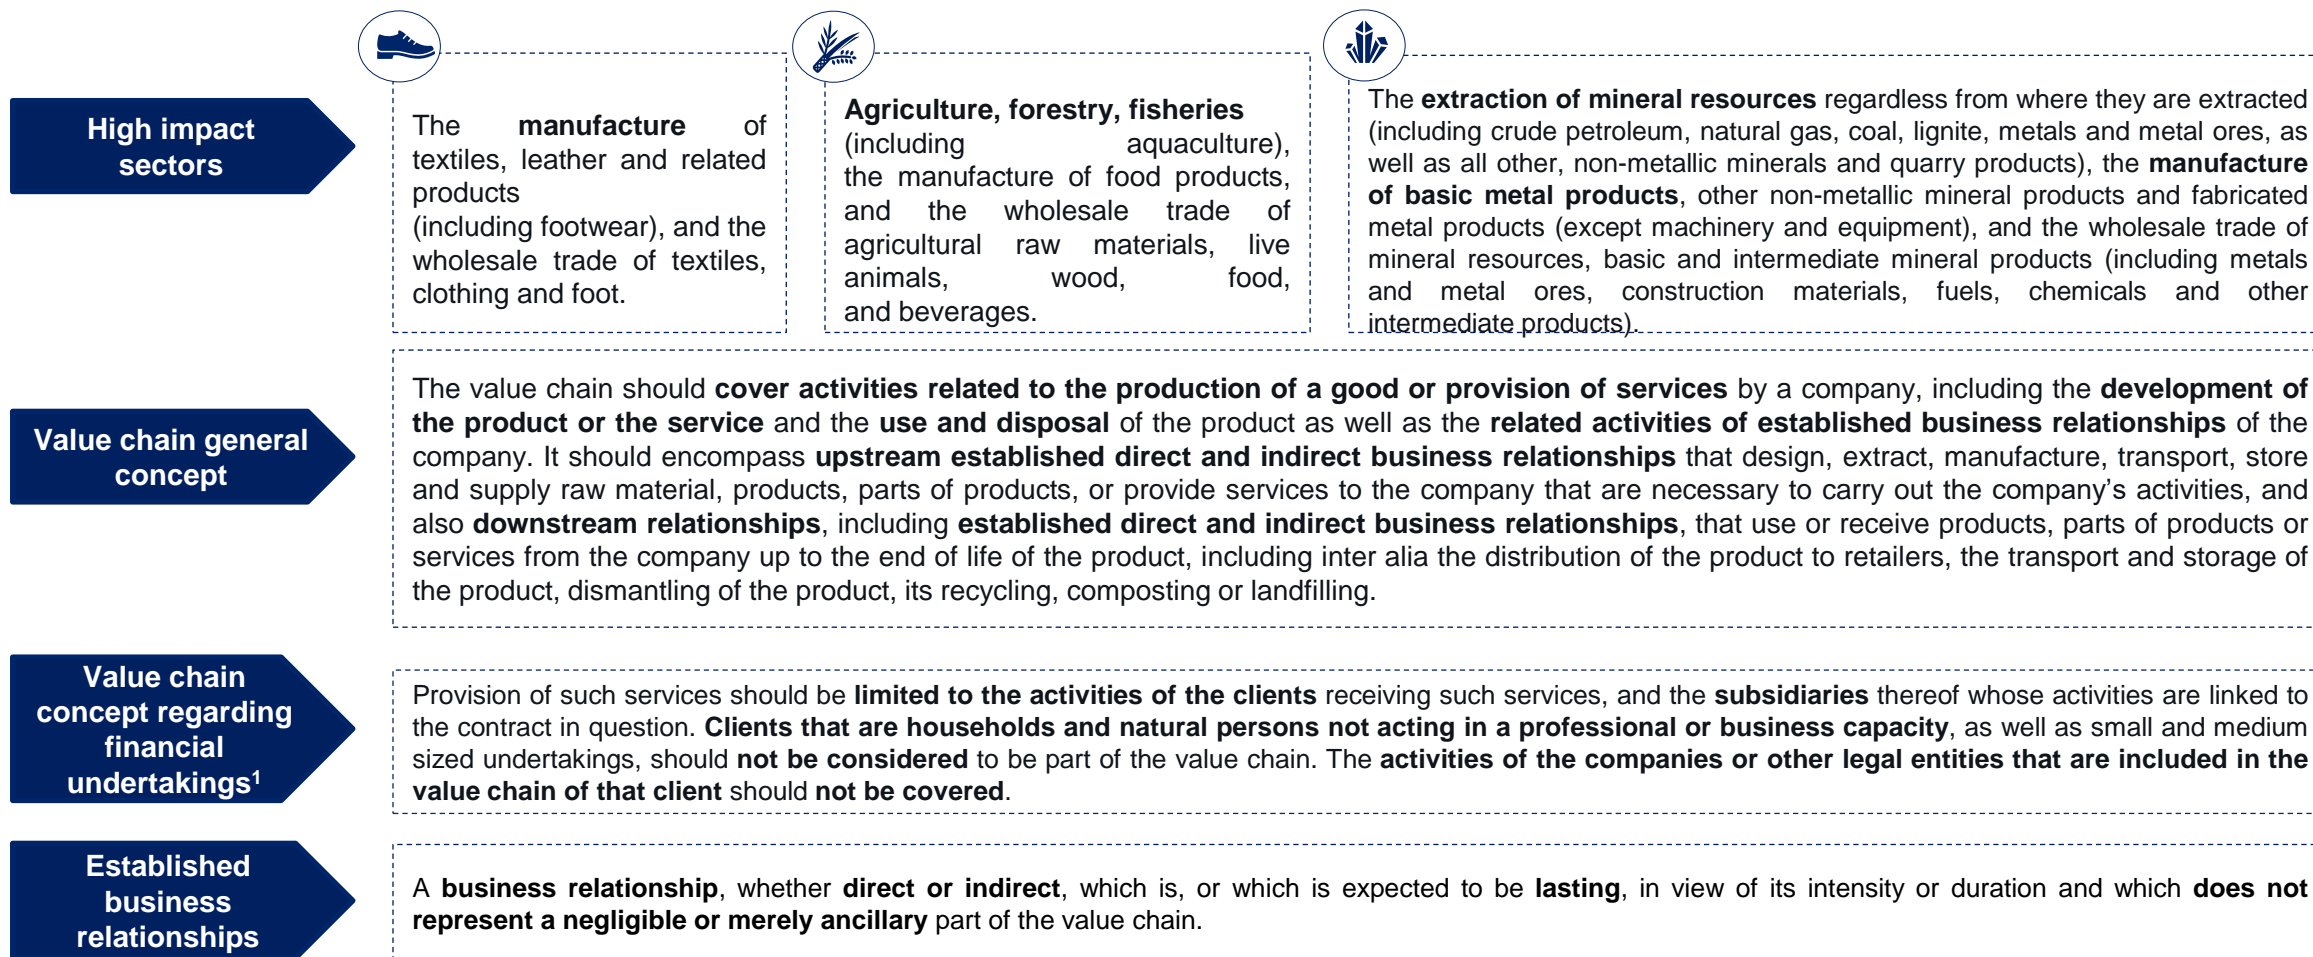 High impact
sectors
The manufacture of
textiles, leather and related
products
(including footwear), and the
wholesale trade of textiles,
clothing and foot.
Agriculture, forestry, fisheries
(including aquaculture),
the manufacture of food products,
and the wholesale trade of
agricultural raw materials, live
animals, wood, food,
and beverages.
The extraction of mineral resources regardless from where they are extracted
(including crude petroleum, natural gas, coal, lignite, metals and metal ores, as
well as all other, non-metallic minerals and quarry products), the manufacture
of basic metal products, other non-metallic mineral products and fabricated
metal products (except machinery and equipment), and the wholesale trade of
mineral resources, basic and intermediate mineral products (including metals
and metal ores, construction materials, fuels, chemicals and other
intermediate products).
Value chain general
concept
The value chain should cover activities related to the production of a good or provision of services by a company, including the development of
the product or the service and the use and disposal of the product as well as the related activities of established business relationships of the
company. It should encompass upstream established direct and indirect business relationships that design, extract, manufacture, transport, store
and supply raw material, products, parts of products, or provide services to the company that are necessary to carry out the company’s activities, and
also downstream relationships, including established direct and indirect business relationships, that use or receive products, parts of products or
services from the company up to the end of life of the product, including inter alia the distribution of the product to retailers, the transport and storage of
the product, dismantling of the product, its recycling, composting or landfilling.
Value chain
concept regarding
financial
undertakings¹
Provision of such services should be limited to the activities of the clients receiving such services, and the subsidiaries thereof whose activities are linked to
the contract in question. Clients that are households and natural persons not acting in a professional or business capacity, as well as small and medium
sized undertakings, should not be considered to be part of the value chain. The activities of the companies or other legal entities that are included in the
value chain of that client should not be covered.
Established
business
relationships
A business relationship, whether direct or indirect, which is, or which is expected to be lasting, in view of its intensity or duration and which does not
represent a negligible or merely ancillary part of the value chain.